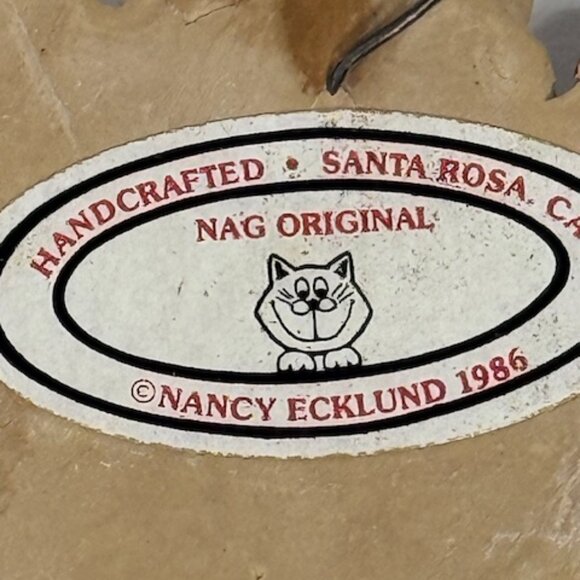 HANDCRAFTED • SANTA ROSA, CA
NAG ORIGINAL
©NANCY ECKLUND 1986